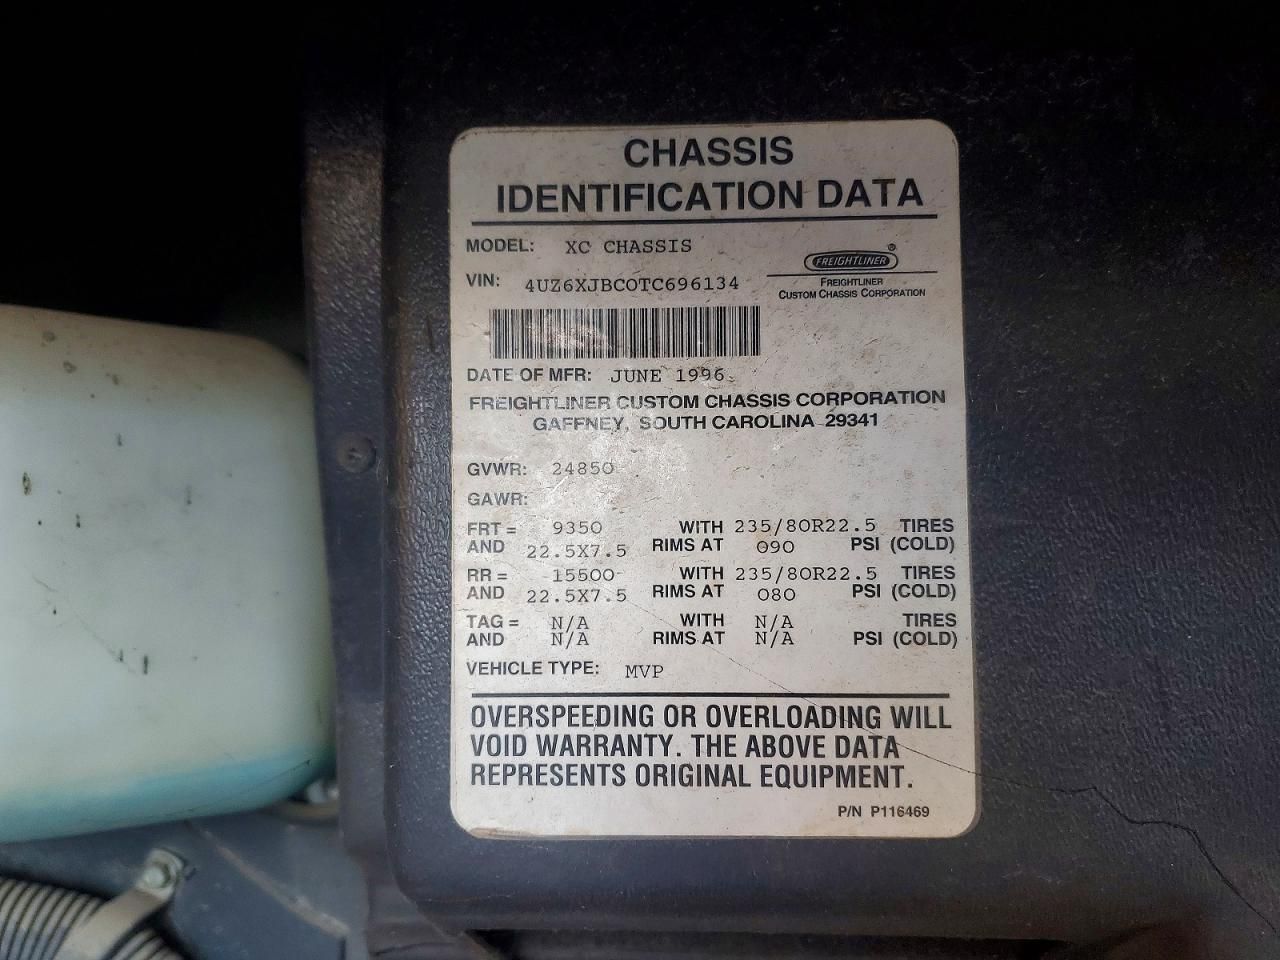 CHASSIS
IDENTIFICATION DATA
MODEL: XC CHASSIS
FREIGHTLINER®
VIN: 4UZ6XJBC0TC696134
FREIGHTLINER
CUSTOM CHASSIS CORPORATION
DATE OF MFR: JUNE 1996
FREIGHTLINER CUSTOM CHASSIS CORPORATION
GAFFNEY, SOUTH CAROLINA 29341
GVWR: 24850
GAWR:
FRT = 9350 WITH 235/80R22.5 TIRES
AND 22.5X7.5 RIMS AT 090 PSI (COLD)
RR = 15500 WITH 235/80R22.5 TIRES
AND 22.5X7.5 RIMS AT 080 PSI (COLD)
TAG = N/A WITH N/A TIRES
AND N/A RIMS AT N/A PSI (COLD)
VEHICLE TYPE: MVP
OVERSPEEDING OR OVERLOADING WILL
VOID WARRANTY. THE ABOVE DATA
REPRESENTS ORIGINAL EQUIPMENT.
P/N P116469